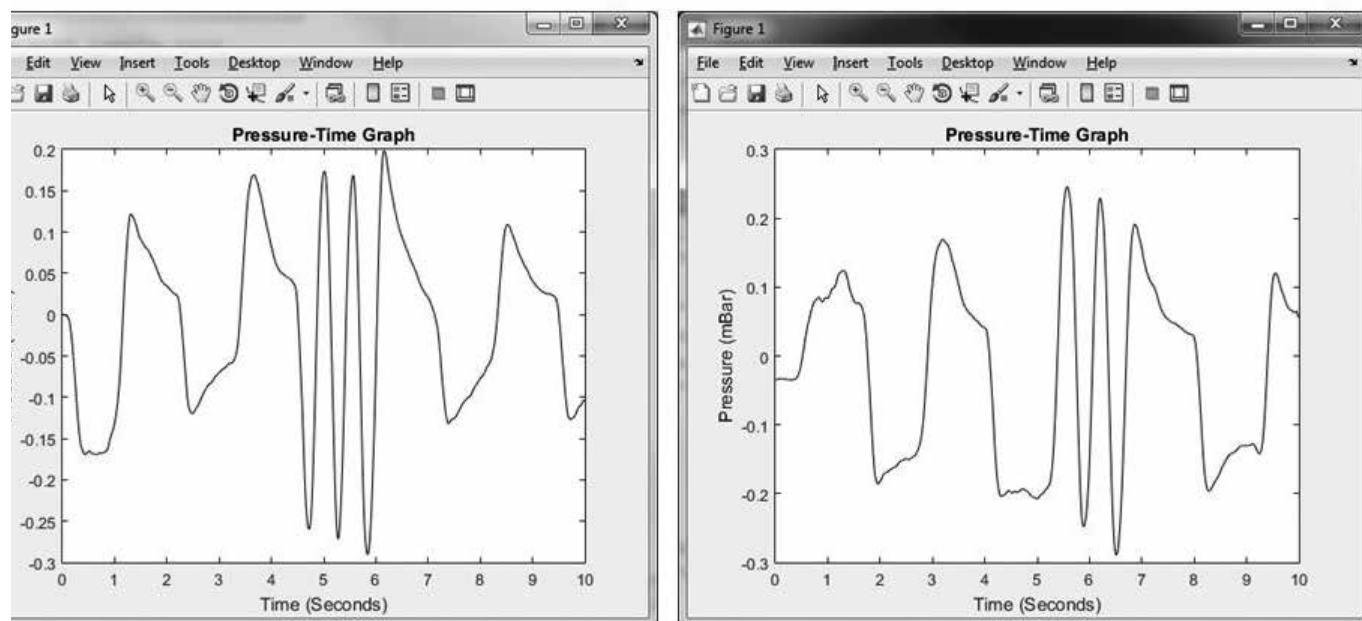 gure 1
Edit View Insert Tools Desktop Window Help
Pressure-Time Graph
0.2
0.15
0.1
0.05
0
-0.05
-0.1
-0.15
-0.2
-0.25
-0.3
0 1 2 3 4 5 6 7 8 9 10
Time (Seconds)
Figure 1
File Edit View Insert Tools Desktop Window Help
Pressure-Time Graph
Pressure (mBar)
0.3
0.2
0.1
0
-0.1
-0.2
-0.3
0 1 2 3 4 5 6 7 8 9 10
Time (Seconds)